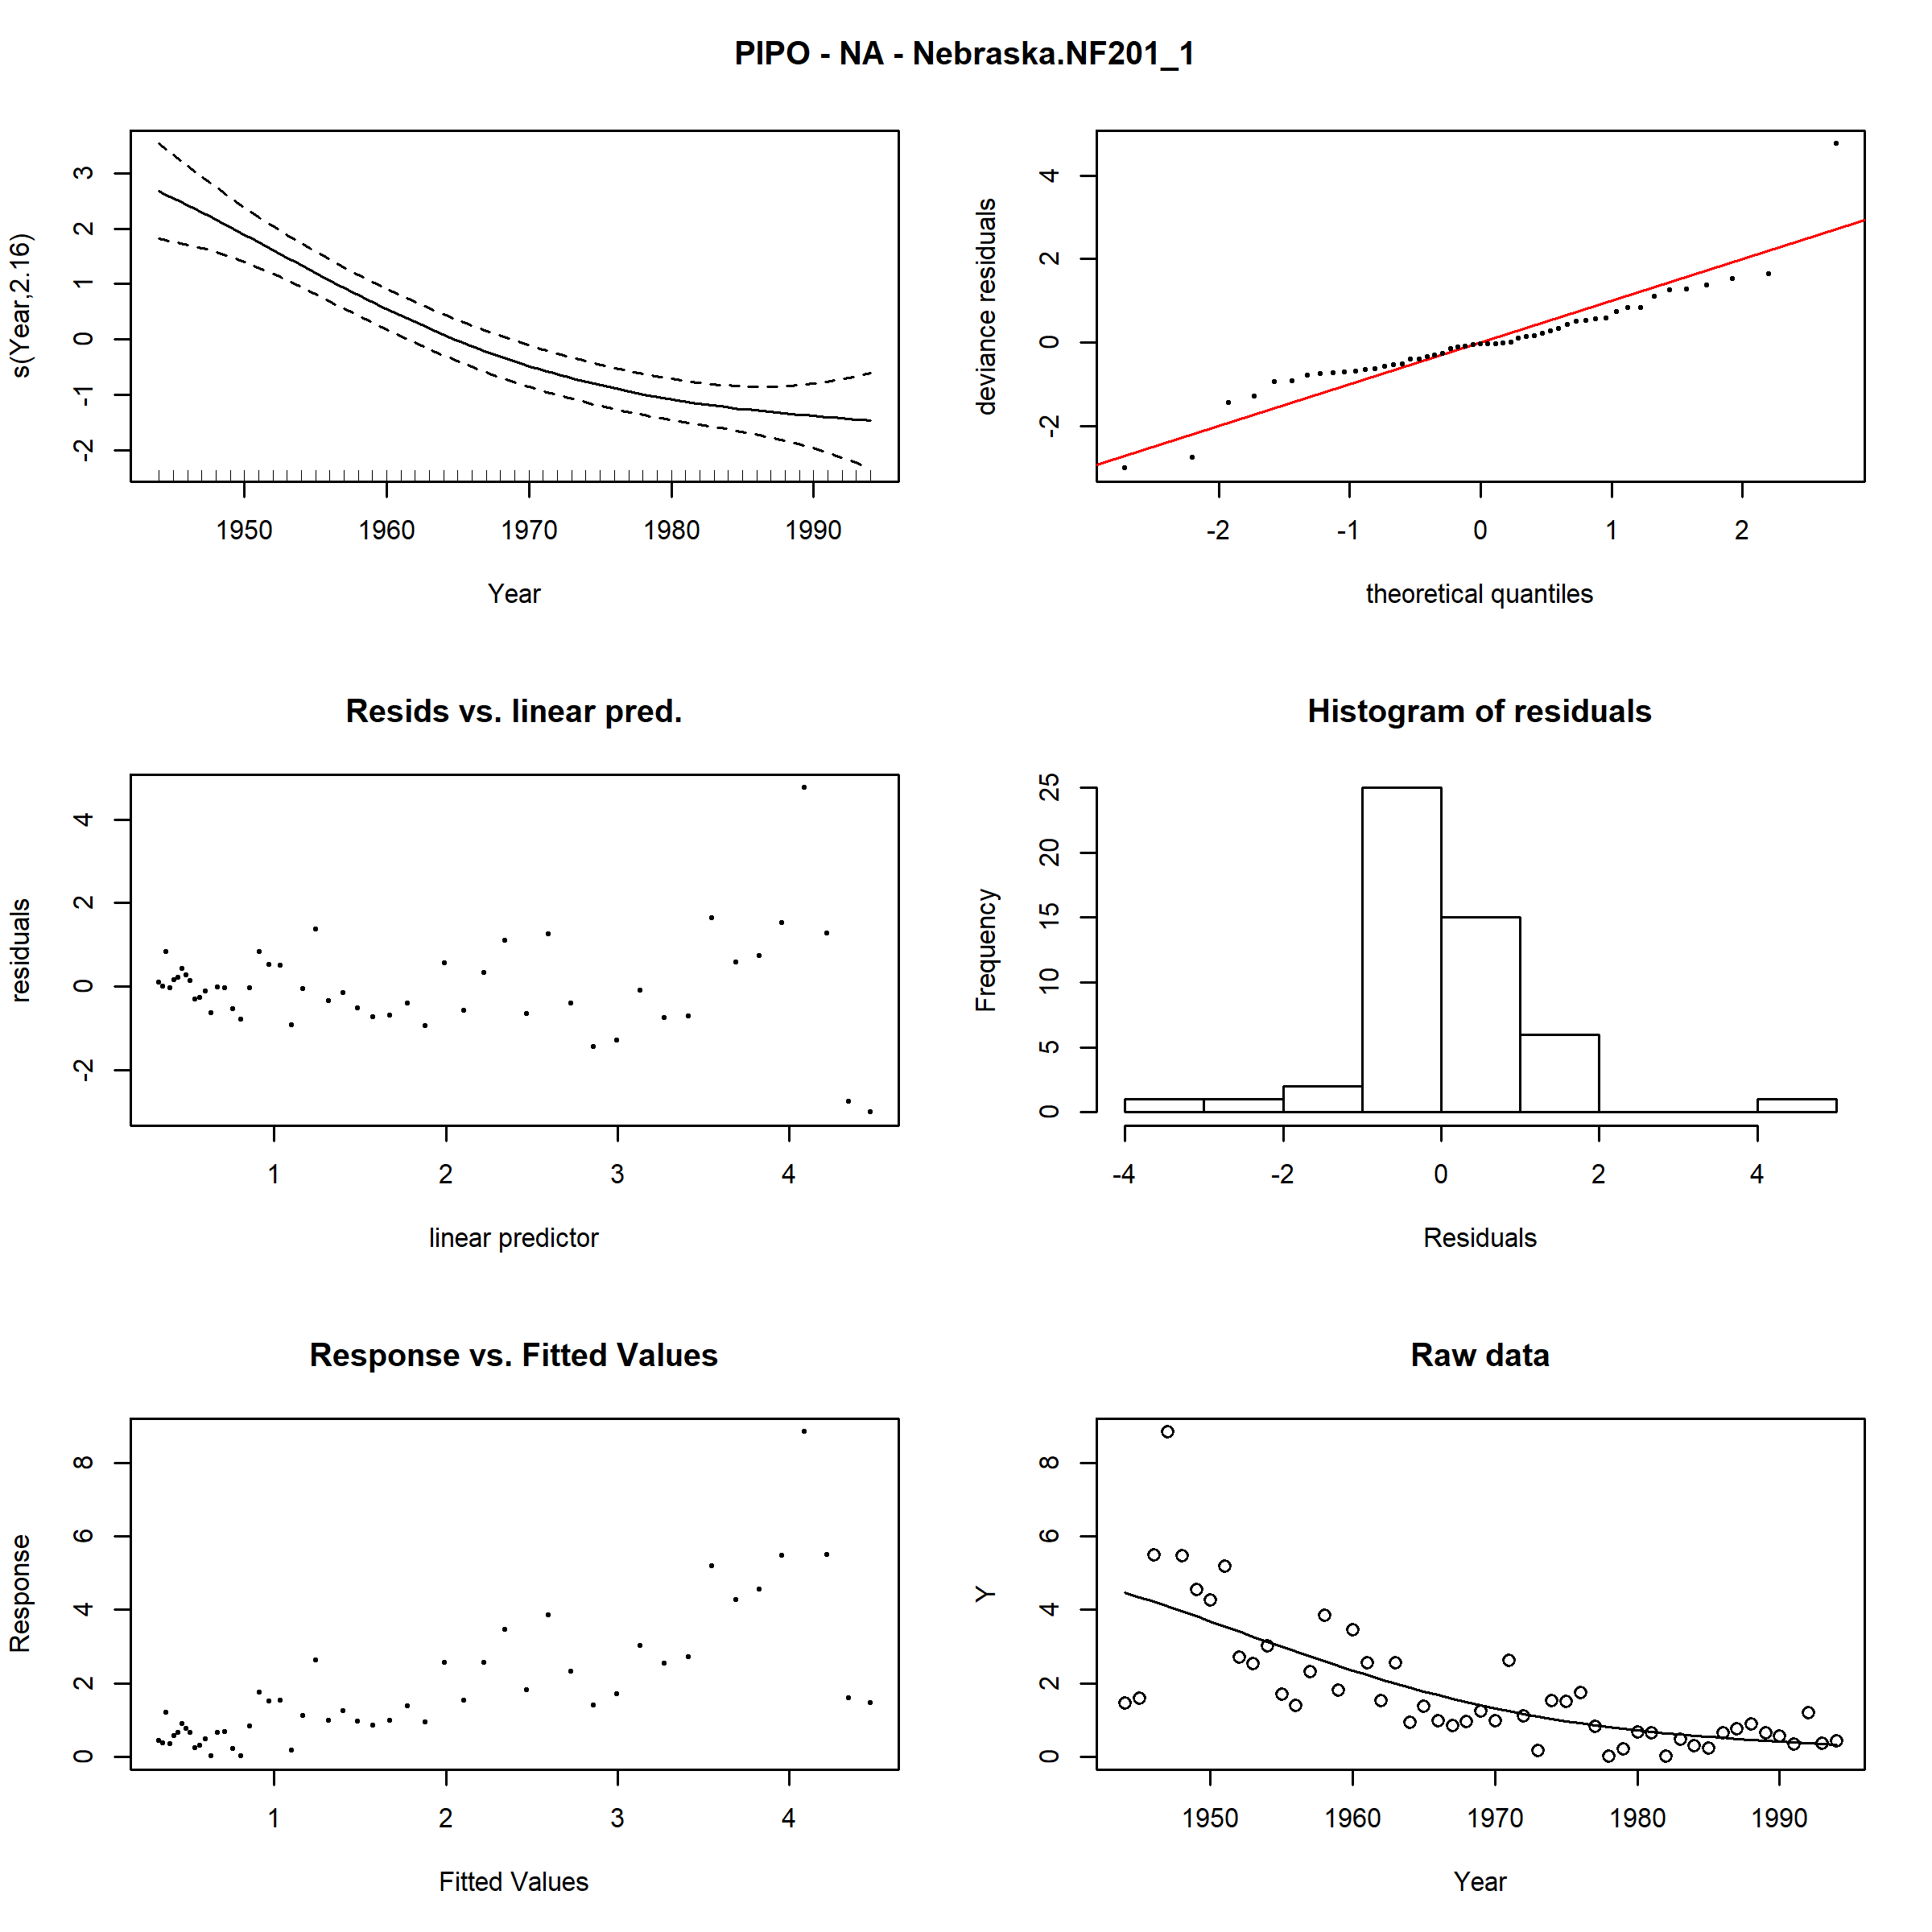 PIPO - NA - Nebraska.NF201_1
s(Year,2.16)
3
2
1
0
-1
-2
1950 1960 1970 1980 1990
Year
deviance residuals
4
2
0
-2
-2 -1 0 1 2
theoretical quantiles
Resids vs. linear pred.
residuals
4
2
0
-2
1 2 3 4
linear predictor
Histogram of residuals
Frequency
25
20
15
10
5
0
-4 -2 0 2 4
Residuals
Response vs. Fitted Values
Response
8
6
4
2
0
1 2 3 4
Fitted Values
Raw data
Y
8
6
4
2
0
1950 1960 1970 1980 1990
Year